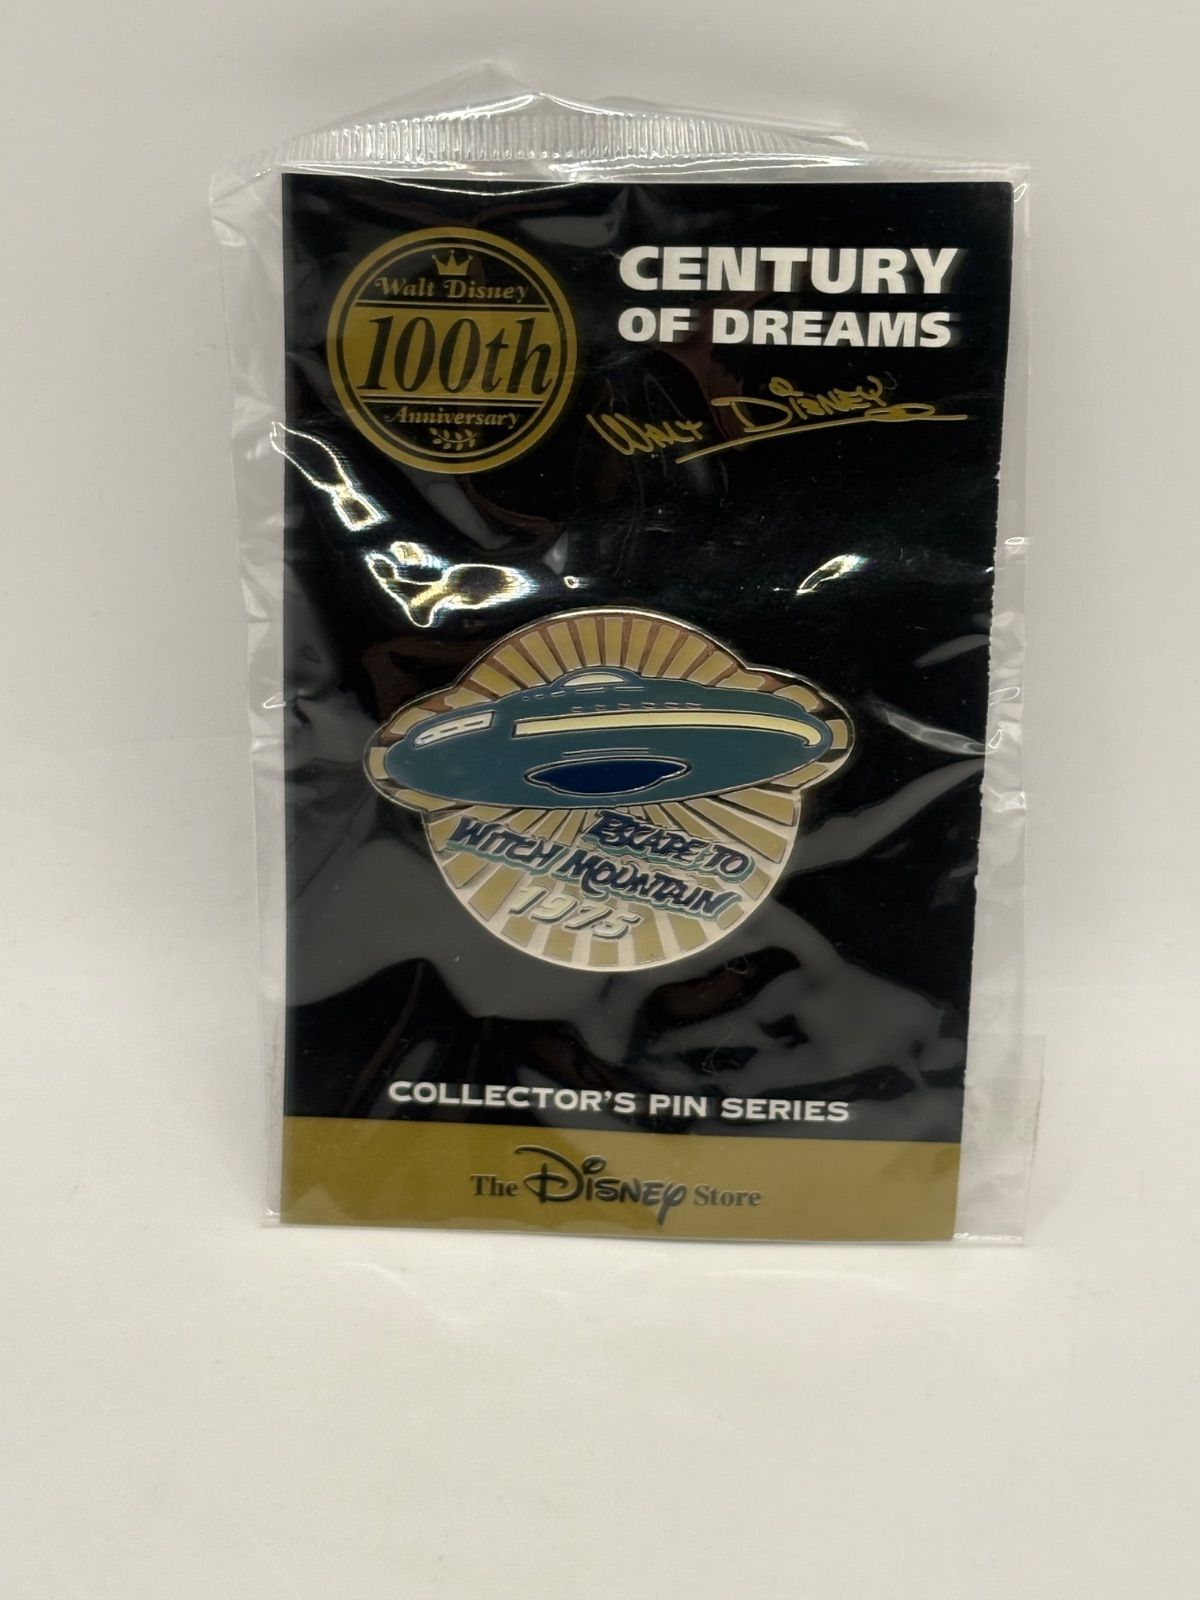 Walt Disney
100th
Anniversary
CENTURY
OF DREAMS
Walt Disney
ESCAPE TO
WITCH MOUNTAIN
1975
COLLECTOR'S PIN SERIES
The Disney Store